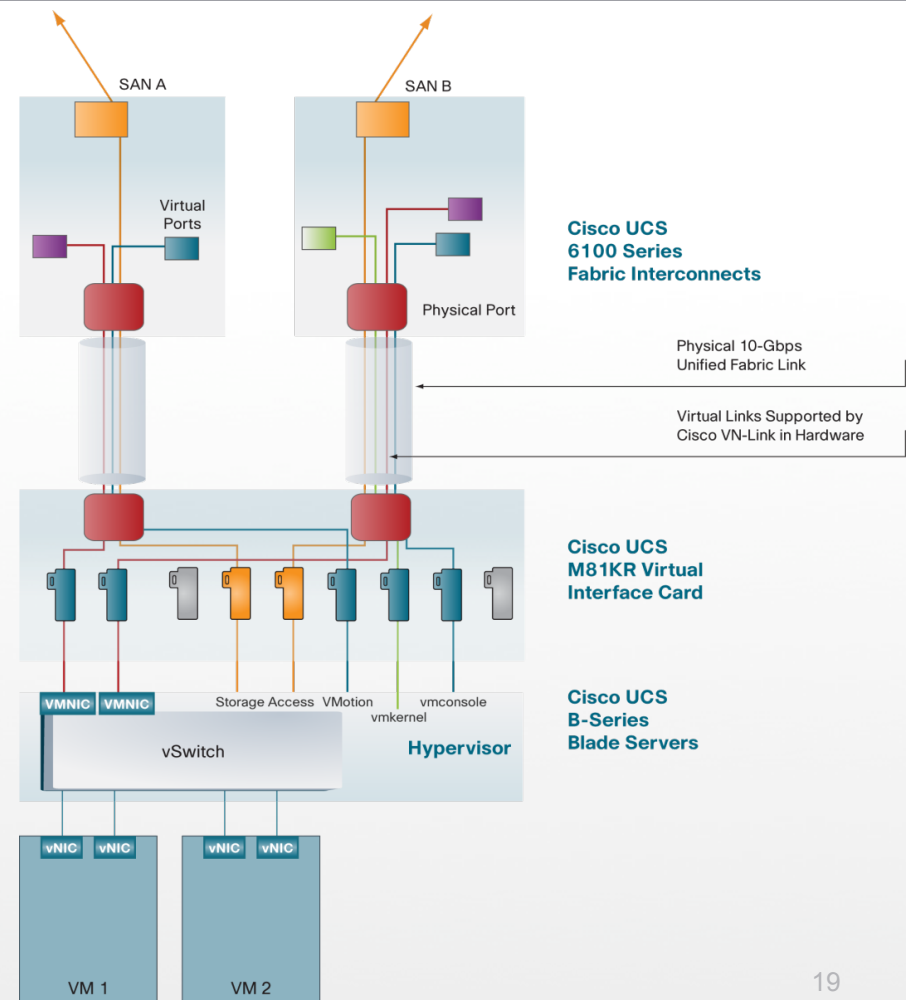 SAN A
SAN B
Virtual
Ports
Cisco UCS
6100 Series
Fabric Interconnects
Physical Port
Physical 10-Gbps
Unified Fabric Link
Virtual Links Supported by
Cisco VN-Link in Hardware
Cisco UCS
M81KR Virtual
Interface Card
VMNIC
VMNIC
Storage Access
VMotion
vmkernel
vmconsole
Cisco UCS
B-Series
Blade Servers
vSwitch
Hypervisor
vNIC
vNIC
vNIC
vNIC
VM 1
VM 2
19